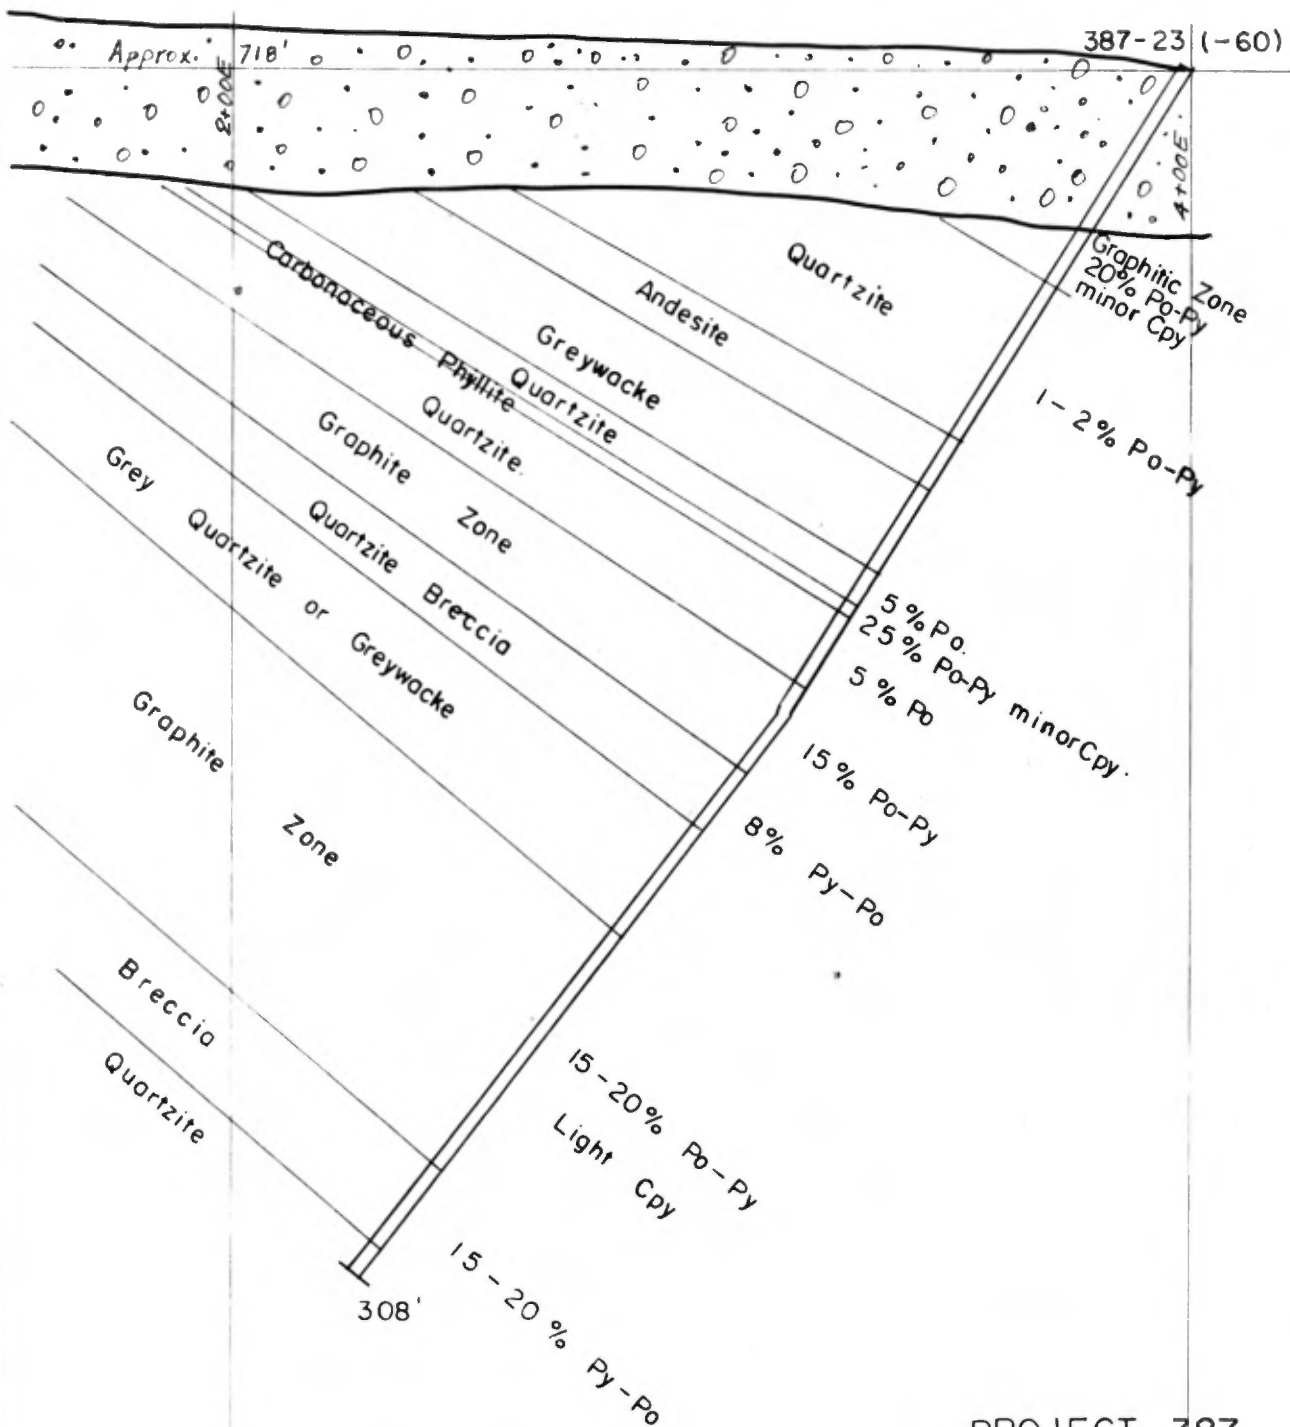 387-23 (-60)
Approx. 718'
2+00E
4+00E
Graphitic Zone
20% Po-Py
minor Cpy
Quartzite
Andesite
Greywacke
Quartzite
Carbonaceous Phyllite
Quartzite.
Graphite Zone
Quartzite Breccia
Grey Quartzite or Greywacke
Graphite Zone
Breccia
Quartzite
1-2% Po-Py
5% Po.
25% Po-Py minor Cpy.
5% Po
15% Po-Py
8% Py-Po
15-20% Po-Py
Light Cpy
15-20% Py-Po
308'
PROJECT 387